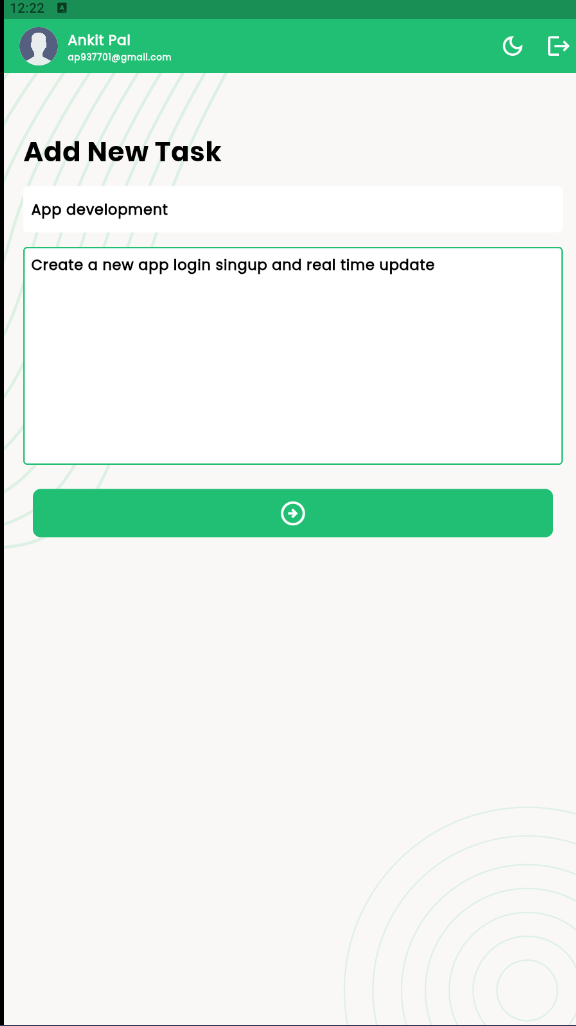 12:22 A
Ankit Pal
ap937701@gmail.com
Add New Task
App development
Create a new app login singup and real time update